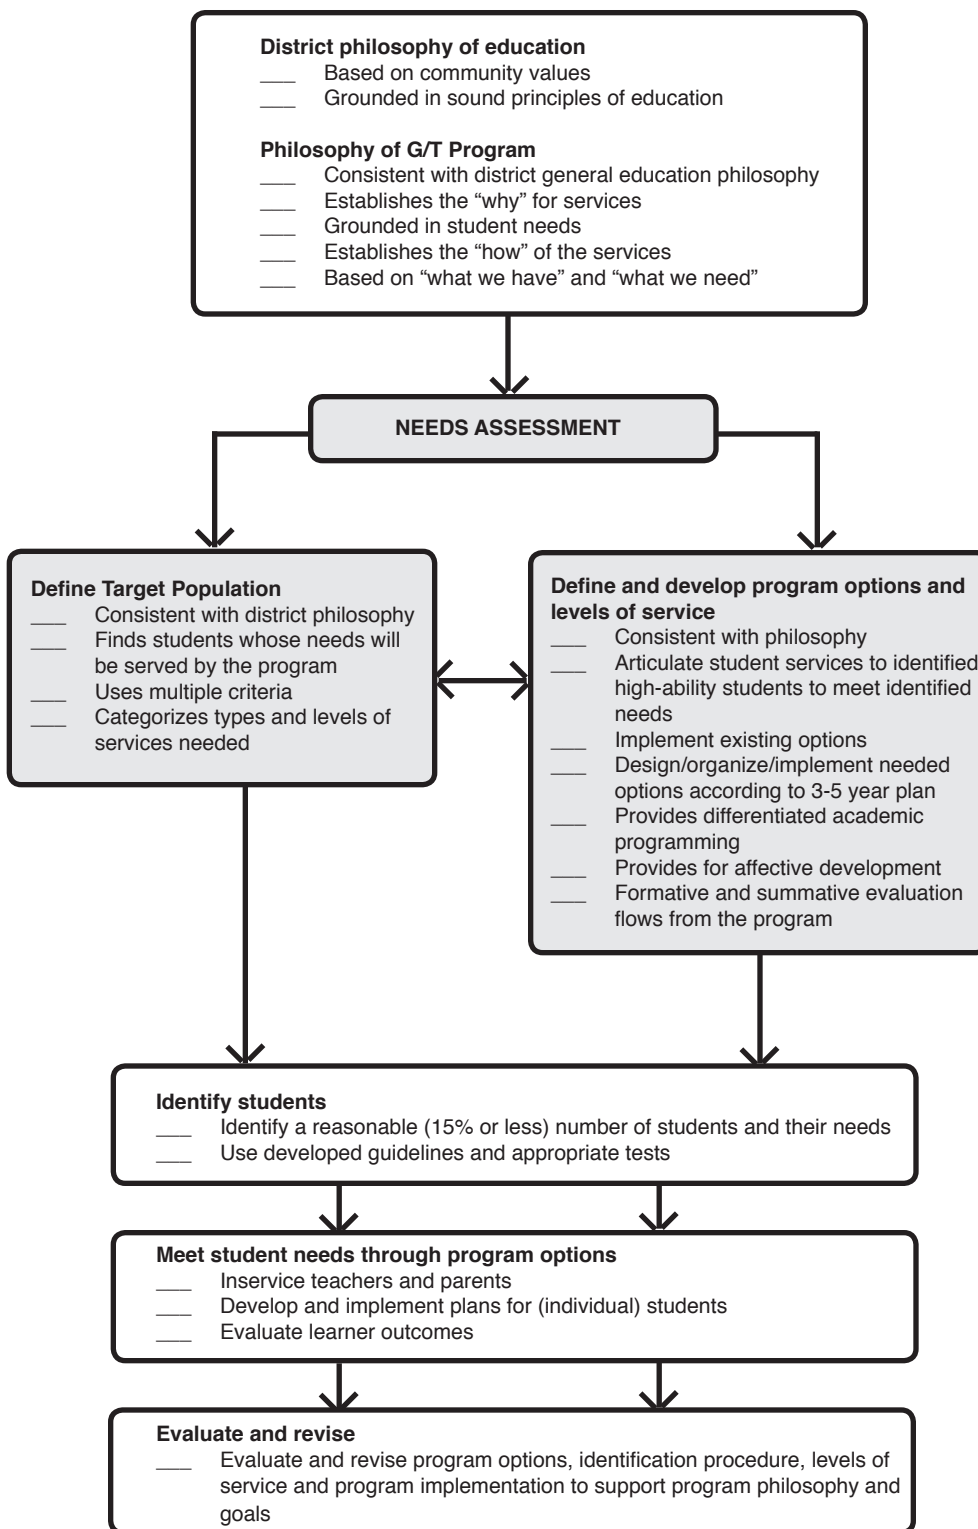 District philosophy of education
___ Based on community values
___ Grounded in sound principles of education
Philosophy of G/T Program
___ Consistent with district general education philosophy
___ Establishes the “why” for services
___ Grounded in student needs
___ Establishes the “how” of the services
___ Based on “what we have” and “what we need”
NEEDS ASSESSMENT
Define Target Population
___ Consistent with district philosophy
___ Finds students whose needs will
be served by the program
___ Uses multiple criteria
___ Categorizes types and levels of
services needed
Define and develop program options and
levels of service
___ Consistent with philosophy
___ Articulate student services to identified
high-ability students to meet identified
needs
___ Implement existing options
___ Design/organize/implement needed
options according to 3-5 year plan
___ Provides differentiated academic
programming
___ Provides for affective development
___ Formative and summative evaluation
flows from the program
Identify students
___ Identify a reasonable (15% or less) number of students and their needs
___ Use developed guidelines and appropriate tests
Meet student needs through program options
___ Inservice teachers and parents
___ Develop and implement plans for (individual) students
___ Evaluate learner outcomes
Evaluate and revise
___ Evaluate and revise program options, identification procedure, levels of
service and program implementation to support program philosophy and
goals